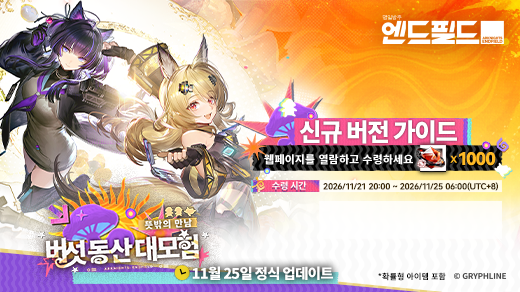 명일방주
엔드필드
ARKNIGHTS
ENDFIELD
신규 버전 가이드
웹페이지를 열람하고 수령하세요 x1000
수령 시간 2026/11/21 20:00 ~ 2026/11/25 06:00(UTC+8)
뜻밖의 만남
버섯 동산 대모험
11월 25일 정식 업데이트
*확률형 아이템 포함 © GRYPHLINE